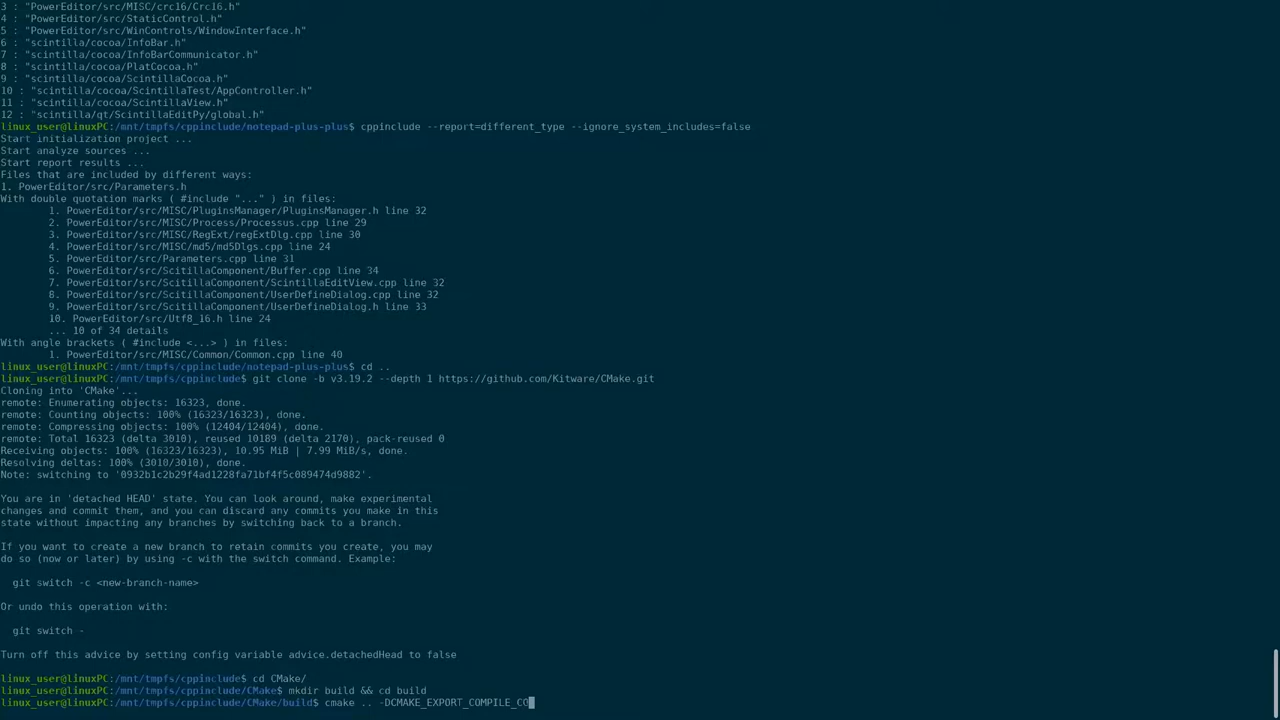 3 : "PowerEditor/src/MISC/crc16/Crc16.h"
4 : "PowerEditor/src/StaticControl.h"
5 : "PowerEditor/src/WinControls/WindowInterface.h"
6 : "scintilla/cocoa/InfoBar.h"
7 : "scintilla/cocoa/InfoBarCommunicator.h"
8 : "scintilla/cocoa/PlatCocoa.h"
9 : "scintilla/cocoa/ScintillaCocoa.h"
10 : "scintilla/cocoa/ScintillaTest/AppController.h"
11 : "scintilla/cocoa/ScintillaView.h"
12 : "scintilla/qt/ScintillaEditPy/global.h"
linux_user@linuxPC:/mnt/tmpfs/cppinclude/notepad-plus-plus$ cppinclude --report=different_type --ignore_system_includes=false
Start initialization project ...
Start analyze sources ...
Start report results ...
Files that are included by different ways:
1. PowerEditor/src/Parameters.h
With double quotation marks ( #include "..." ) in files:
1. PowerEditor/src/MISC/PluginsManager/PluginsManager.h line 32
2. PowerEditor/src/MISC/Process/Processus.cpp line 29
3. PowerEditor/src/MISC/RegExt/regExtDlg.cpp line 30
4. PowerEditor/src/MISC/md5/md5Dlgs.cpp line 24
5. PowerEditor/src/Parameters.cpp line 31
6. PowerEditor/src/ScitillaComponent/Buffer.cpp line 34
7. PowerEditor/src/ScitillaComponent/ScintillaEditView.cpp line 32
8. PowerEditor/src/ScitillaComponent/UserDefineDialog.cpp line 32
9. PowerEditor/src/ScitillaComponent/UserDefineDialog.h line 33
10. PowerEditor/src/Utf8_16.h line 24
... 10 of 34 details
With angle brackets ( #include <...> ) in files:
1. PowerEditor/src/MISC/Common/Common.cpp line 40
linux_user@linuxPC:/mnt/tmpfs/cppinclude/notepad-plus-plus$ cd ..
linux_user@linuxPC:/mnt/tmpfs/cppinclude$ git clone -b v3.19.2 --depth 1 https://github.com/Kitware/CMake.git
Cloning into 'CMake'...
remote: Enumerating objects: 16323, done.
remote: Counting objects: 100% (16323/16323), done.
remote: Compressing objects: 100% (12404/12404), done.
remote: Total 16323 (delta 3010), reused 10189 (delta 2170), pack-reused 0
Receiving objects: 100% (16323/16323), 10.95 MiB | 7.99 MiB/s, done.
Resolving deltas: 100% (3010/3010), done.
Note: switching to '0932b1c2b29f4ad1228fa71bf4f5c089474d9882'.
You are in 'detached HEAD' state. You can look around, make experimental
changes and commit them, and you can discard any commits you make in this
state without impacting any branches by switching back to a branch.
If you want to create a new branch to retain commits you create, you may
do so (now or later) by using -c with the switch command. Example:
git switch -c <new-branch-name>
Or undo this operation with:
git switch -
Turn off this advice by setting config variable advice.detachedHead to false
linux_user@linuxPC:/mnt/tmpfs/cppinclude$ cd CMake/
linux_user@linuxPC:/mnt/tmpfs/cppinclude/CMake$ mkdir build && cd build
linux_user@linuxPC:/mnt/tmpfs/cppinclude/CMake/build$ cmake .. -DCMAKE_EXPORT_COMPILE_CO